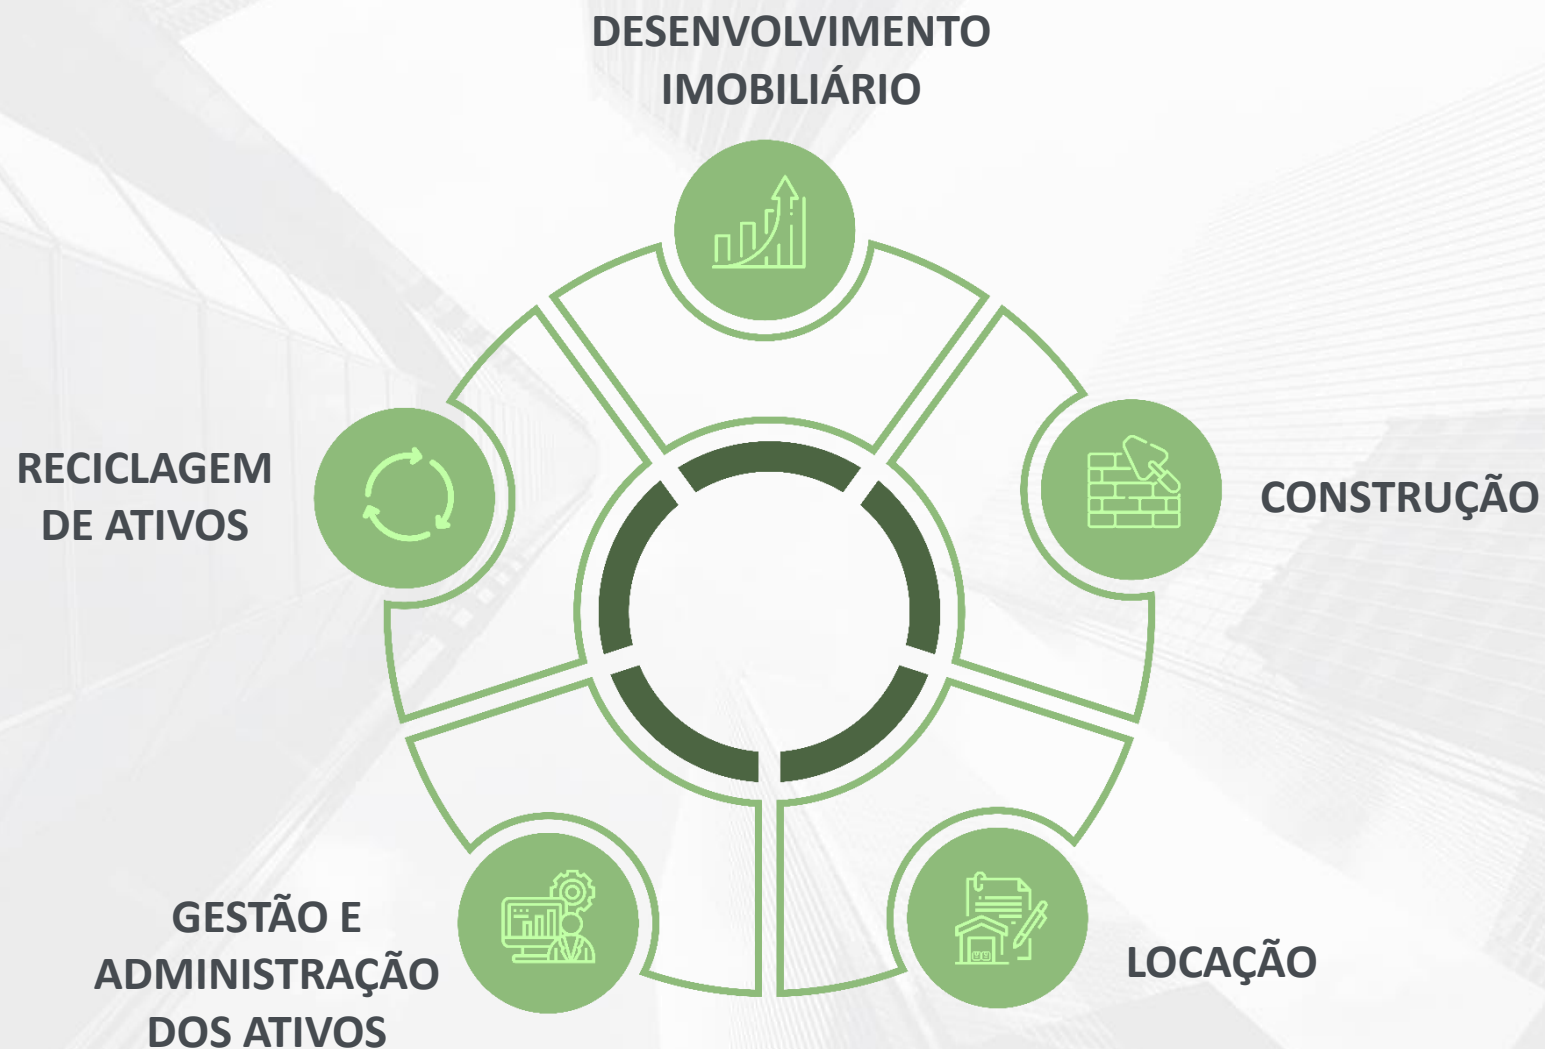 DESENVOLVIMENTO
IMOBILIÁRIO
CONSTRUÇÃO
LOCAÇÃO
GESTÃO E
ADMINISTRAÇÃO
DOS ATIVOS
RECICLAGEM
DE ATIVOS